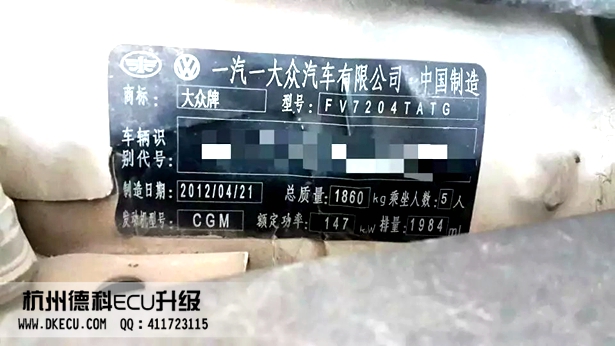 一汽一大众汽车有限公司 中国制造
商标: 大众牌 型号: FV7204TATG
车辆识
别代号:
制造日期: 2012/04/21 总质量: 1860 kg 乘坐人数: 5 人
发动机型号: CGM 额定功率: 147 kW 排量: 1984 ml
杭州德科ECU升级
WWW.DKECU.COM QQ:411723115